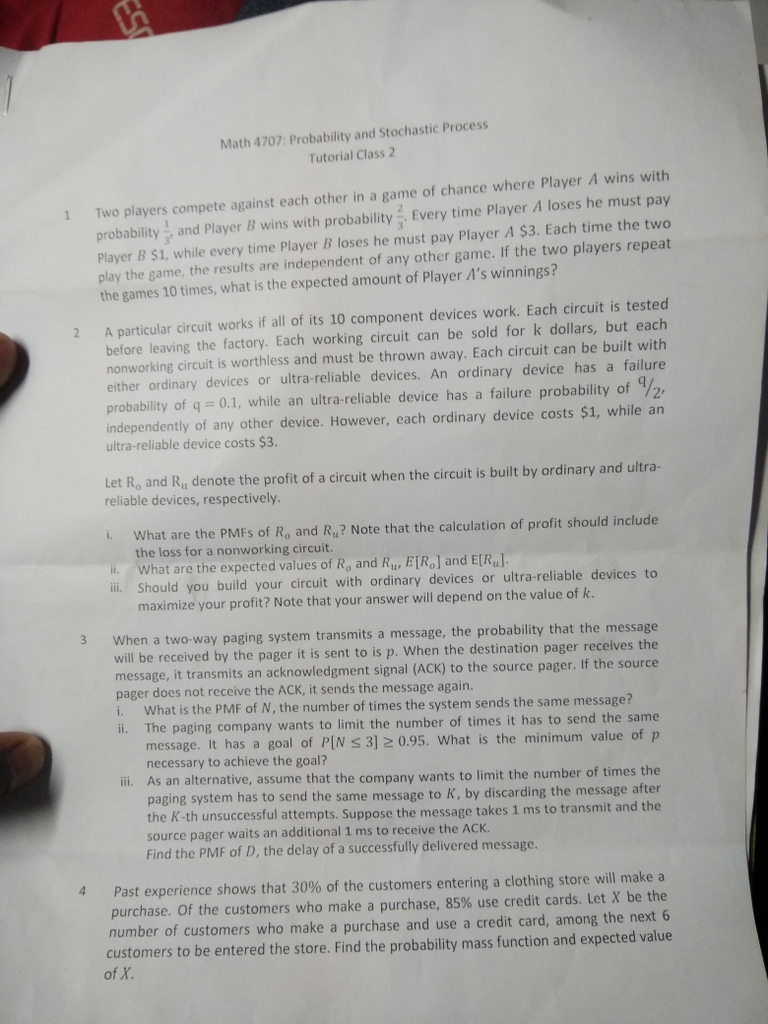 ESC
Math 4707: Probability and Stochastic Process
Tutorial Class 2
1 Two players compete against each other in a game of chance where Player A wins with
probability 1/3, and Player B wins with probability 2/3. Every time Player A loses he must pay
Player B $1, while every time Player B loses he must pay Player A $3. Each time the two
play the game, the results are independent of any other game. If the two players repeat
the games 10 times, what is the expected amount of Player A's winnings?
2 A particular circuit works if all of its 10 component devices work. Each circuit is tested
before leaving the factory. Each working circuit can be sold for k dollars, but each
nonworking circuit is worthless and must be thrown away. Each circuit can be built with
either ordinary devices or ultra-reliable devices. An ordinary device has a failure
probability of q = 0.1, while an ultra-reliable device has a failure probability of q/2,
independently of any other device. However, each ordinary device costs $1, while an
ultra-reliable device costs $3.
Let Rₒ and Rᵤ denote the profit of a circuit when the circuit is built by ordinary and ultra-
reliable devices, respectively.
i. What are the PMFs of Rₒ and Rᵤ? Note that the calculation of profit should include
the loss for a nonworking circuit.
ii. What are the expected values of Rₒ and Rᵤ, E[Rₒ] and E[Rᵤ].
iii. Should you build your circuit with ordinary devices or ultra-reliable devices to
maximize your profit? Note that your answer will depend on the value of k.
3 When a two-way paging system transmits a message, the probability that the message
will be received by the pager it is sent to is p. When the destination pager receives the
message, it transmits an acknowledgment signal (ACK) to the source pager. If the source
pager does not receive the ACK, it sends the message again.
i. What is the PMF of N, the number of times the system sends the same message?
ii. The paging company wants to limit the number of times it has to send the same
message. It has a goal of P[N ≤ 3] ≥ 0.95. What is the minimum value of p
necessary to achieve the goal?
iii. As an alternative, assume that the company wants to limit the number of times the
paging system has to send the same message to K, by discarding the message after
the K-th unsuccessful attempts. Suppose the message takes 1 ms to transmit and the
source pager waits an additional 1 ms to receive the ACK.
Find the PMF of D, the delay of a successfully delivered message.
4 Past experience shows that 30% of the customers entering a clothing store will make a
purchase. Of the customers who make a purchase, 85% use credit cards. Let X be the
number of customers who make a purchase and use a credit card, among the next 6
customers to be entered the store. Find the probability mass function and expected value
of X.